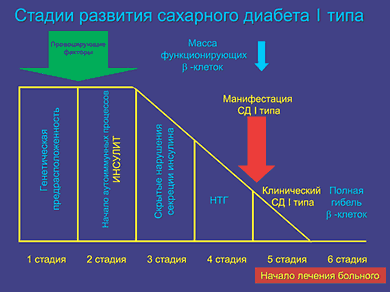 Стадии развития сахарного диабета I типа
Провоцирующие
факторы
Масса
функционирующих
β -клеток
Манифестация
СД I типа
Генетическая
предрасположенность
Начало аутоиммунных процессов
ИНСУЛИТ
Скрытые нарушения
секреции инсулина
НТГ
Клинический
СД I типа
Полная
гибель
β -клеток
1 стадия
2 стадия
3 стадия
4 стадия
5 стадия
6 стадия
Начало лечения больного